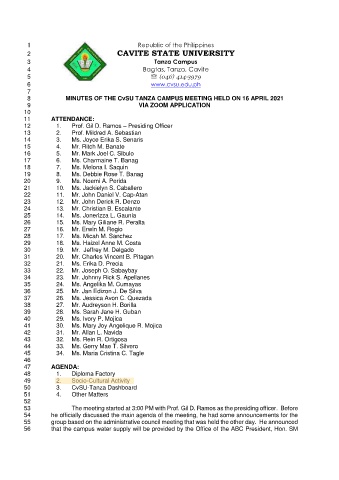 1 Republic of the Philippines
2 CAVITE STATE UNIVERSITY
3 Tanza Campus
4 Bagtas, Tanza, Cavite
5 ☎ (046) 414-3979
6 www.cvsu.edu.ph
7
8 MINUTES OF THE CvSU TANZA CAMPUS MEETING HELD ON 16 APRIL 2021
9 VIA ZOOM APPLICATION
10
11 ATTENDANCE:
12 1. Prof. Gil D. Ramos – Presiding Officer
13 2. Prof. Mildred A. Sebastian
14 3. Ms. Joyce Erika S. Senaris
15 4. Mr. Ritch M. Banate
16 5. Mr. Mark Joel C. Sibulo
17 6. Ms. Charmaine T. Banag
18 7. Ms. Melona I. Saquin
19 8. Ms. Debbie Rose T. Banag
20 9. Ms. Noemi A. Perida
21 10. Ms. Jackielyn S. Caballero
22 11. Mr. John Daniel V. Cap-Atan
23 12. Mr. John Derick R. Denzo
24 13. Mr. Christian B. Escalante
25 14. Ms. Jonerizza L. Gaunia
26 15. Ms. Mary Giliane R. Peralta
27 16. Mr. Erwin M. Regio
28 17. Ms. Micah M. Sanchez
29 18. Ms. Haizel Anne M. Costa
30 19. Mr. Jeffrey M. Delgado
31 20. Mr. Charles Vincent B. Pitagan
32 21. Ms. Erika D. Precia
33 22. Mr. Joseph O. Sabaybay
34 23. Mr. Johnny Rick S. Apellanes
35 24. Ms. Angelika M. Cumayas
36 25. Mr. Jan Edizon J. De Silva
37 26. Ms. Jessica Avon C. Quezada
38 27. Mr. Audreyson H. Borilla
39 28. Ms. Sarah Jane H. Guban
40 29. Ms. Ivory P. Mojica
41 30. Ms. Mary Joy Angelique R. Mojica
42 31. Mr. Allan L. Navida
43 32. Ms. Rein R. Ortigosa
44 33. Ms. Gerry Mae T. Silvero
45 34. Ms. Maria Cristina C. Tagle
46
47 AGENDA:
48 1. Diploma Factory
49 2. Socio-Cultural Activity
50 3. CvSU-Tanza Dashboard
51 4. Other Matters
52
53 The meeting started at 3:00 PM with Prof. Gil D. Ramos as the presiding officer. Before
54 he officially discussed the main agenda of the meeting, he had some announcements for the
55 group based on the administrative council meeting that was held the other day. He announced
56 that the campus water supply will be provided by the Office of the ABC President, Hon. SM